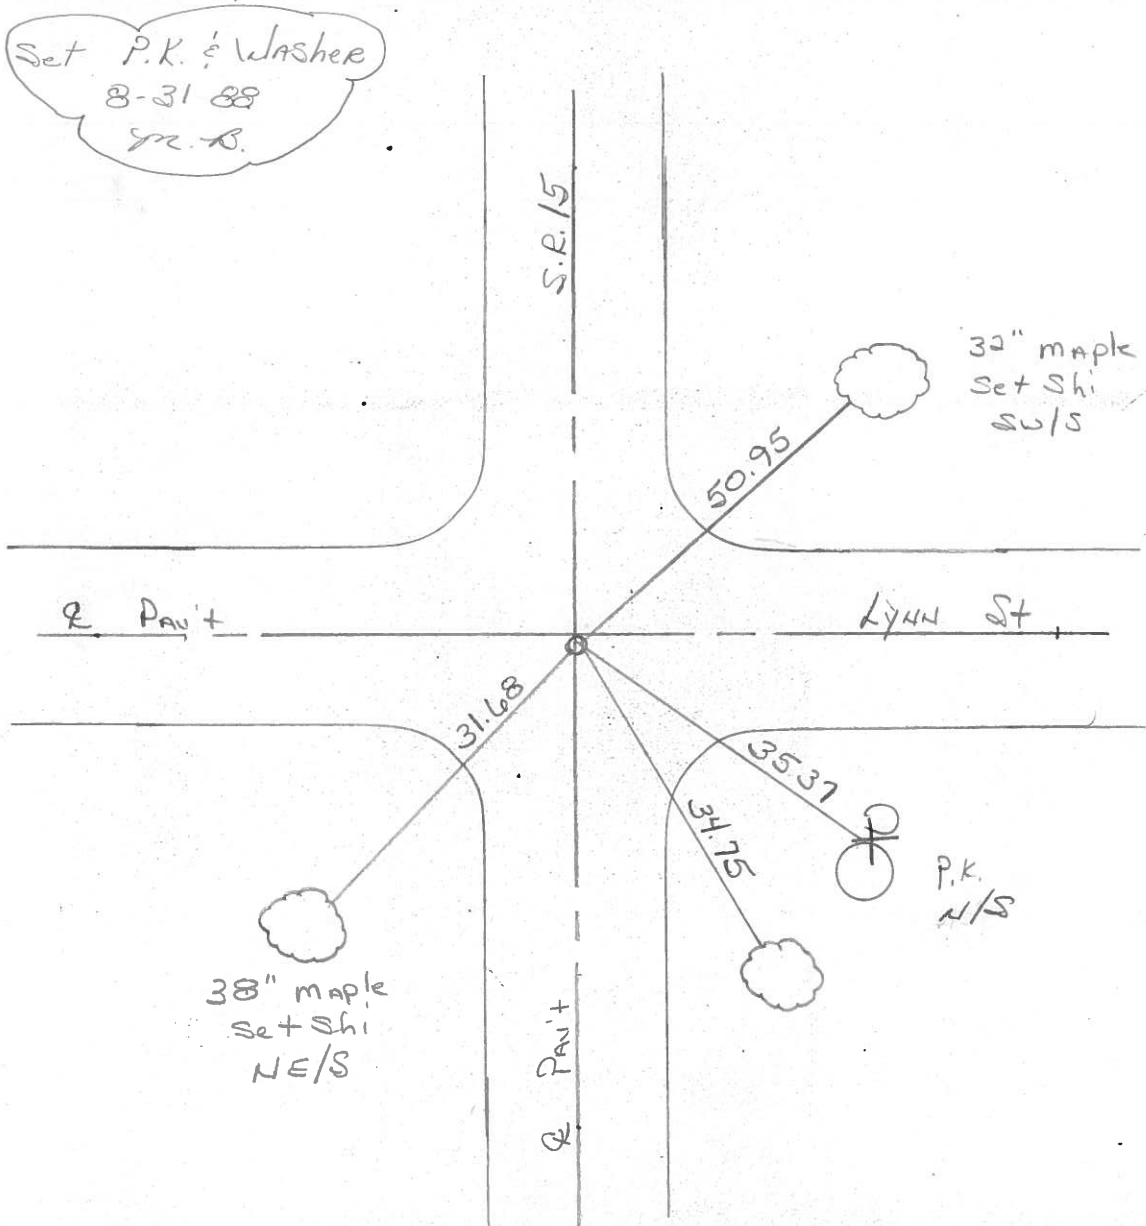 Set P.K. & Washer
8-31 88
M. B.
S.R. 15
32" maple
Set Shi
SW/S
50.95
℄ Pav't
Lynn St
31.68
35.37
34.75
P.K.
N/S
38" maple
Set Shi
NE/S
℄ Pav't